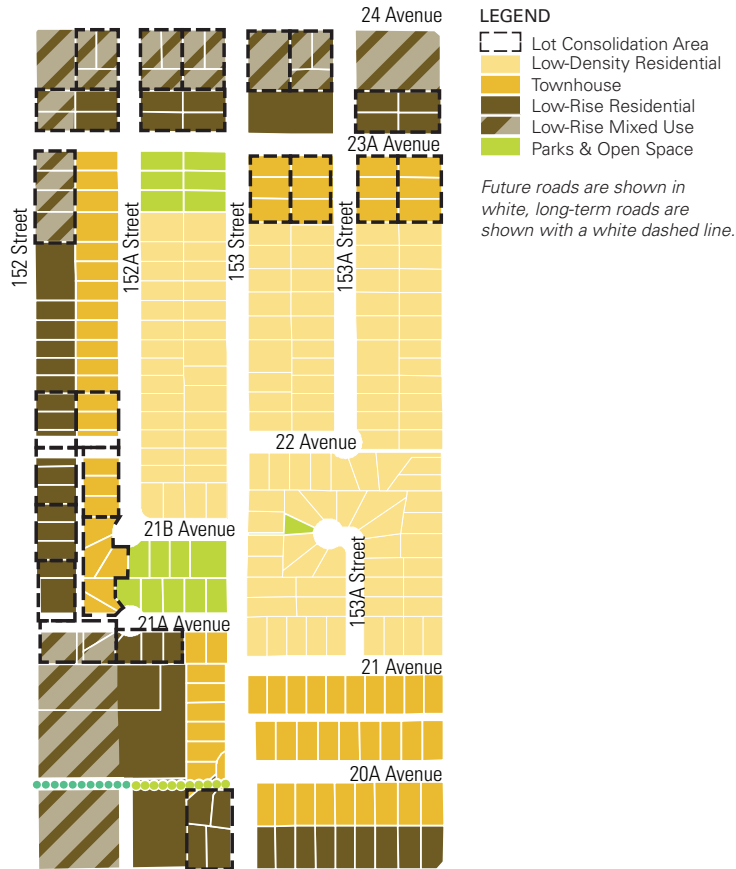 24 Avenue
LEGEND
Lot Consolidation Area
Low-Density Residential
Townhouse
Low-Rise Residential
Low-Rise Mixed Use
Parks & Open Space
Future roads are shown in
white, long-term roads are
shown with a white dashed line.
23A Avenue
152 Street
152A Street
153 Street
153A Street
22 Avenue
21B Avenue
153A Street
21A Avenue
21 Avenue
20A Avenue